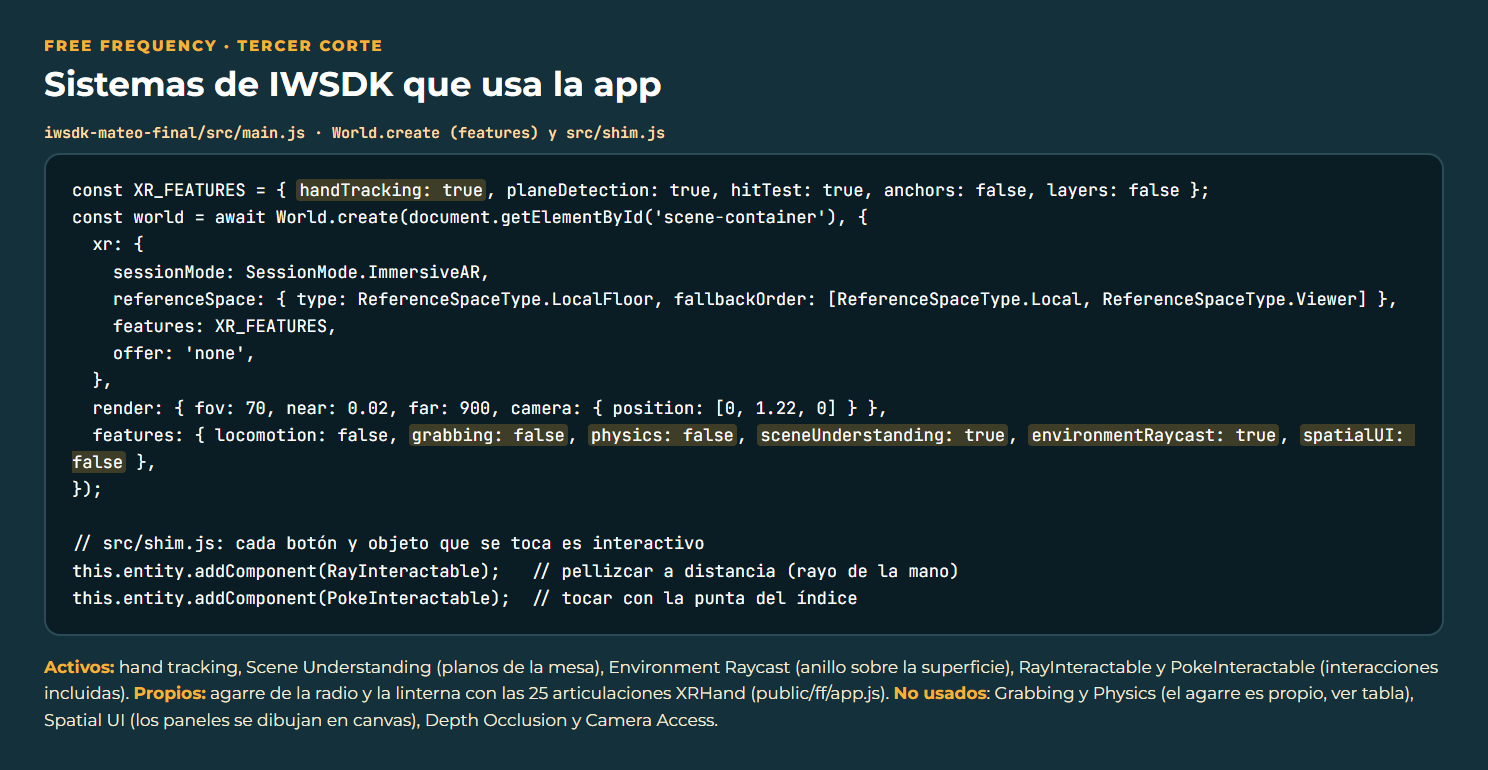 FREE FREQUENCY · TERCER CORTE
Sistemas de IWSDK que usa la app
iwsdk-mateo-final/src/main.js · World.create (features) y src/shim.js
const XR_FEATURES = { handTracking: true, planeDetection: true, hitTest: true, anchors: false, layers: false };
const world = await World.create(document.getElementById('scene-container'), {
  xr: {
    sessionMode: SessionMode.ImmersiveAR,
    referenceSpace: { type: ReferenceSpaceType.LocalFloor, fallbackOrder: [ReferenceSpaceType.Local, ReferenceSpaceType.Viewer] },
    features: XR_FEATURES,
    offer: 'none',
  },
  render: { fov: 70, near: 0.02, far: 900, camera: { position: [0, 1.22, 0] } },
  features: { locomotion: false, grabbing: false, physics: false, sceneUnderstanding: true, environmentRaycast: true, spatialUI:
false },
});
// src/shim.js: cada botón y objeto que se toca es interactivo
this.entity.addComponent(RayInteractable);   // pellizcar a distancia (rayo de la mano)
this.entity.addComponent(PokeInteractable);  // tocar con la punta del índice
Activos: hand tracking, Scene Understanding (planos de la mesa), Environment Raycast (anillo sobre la superficie), RayInteractable y PokeInteractable (interacciones
incluidas). Propios: agarre de la radio y la linterna con las 25 articulaciones XRHand (public/ff/app.js). No usados: Grabbing y Physics (el agarre es propio, ver tabla),
Spatial UI (los paneles se dibujan en canvas), Depth Occlusion y Camera Access.